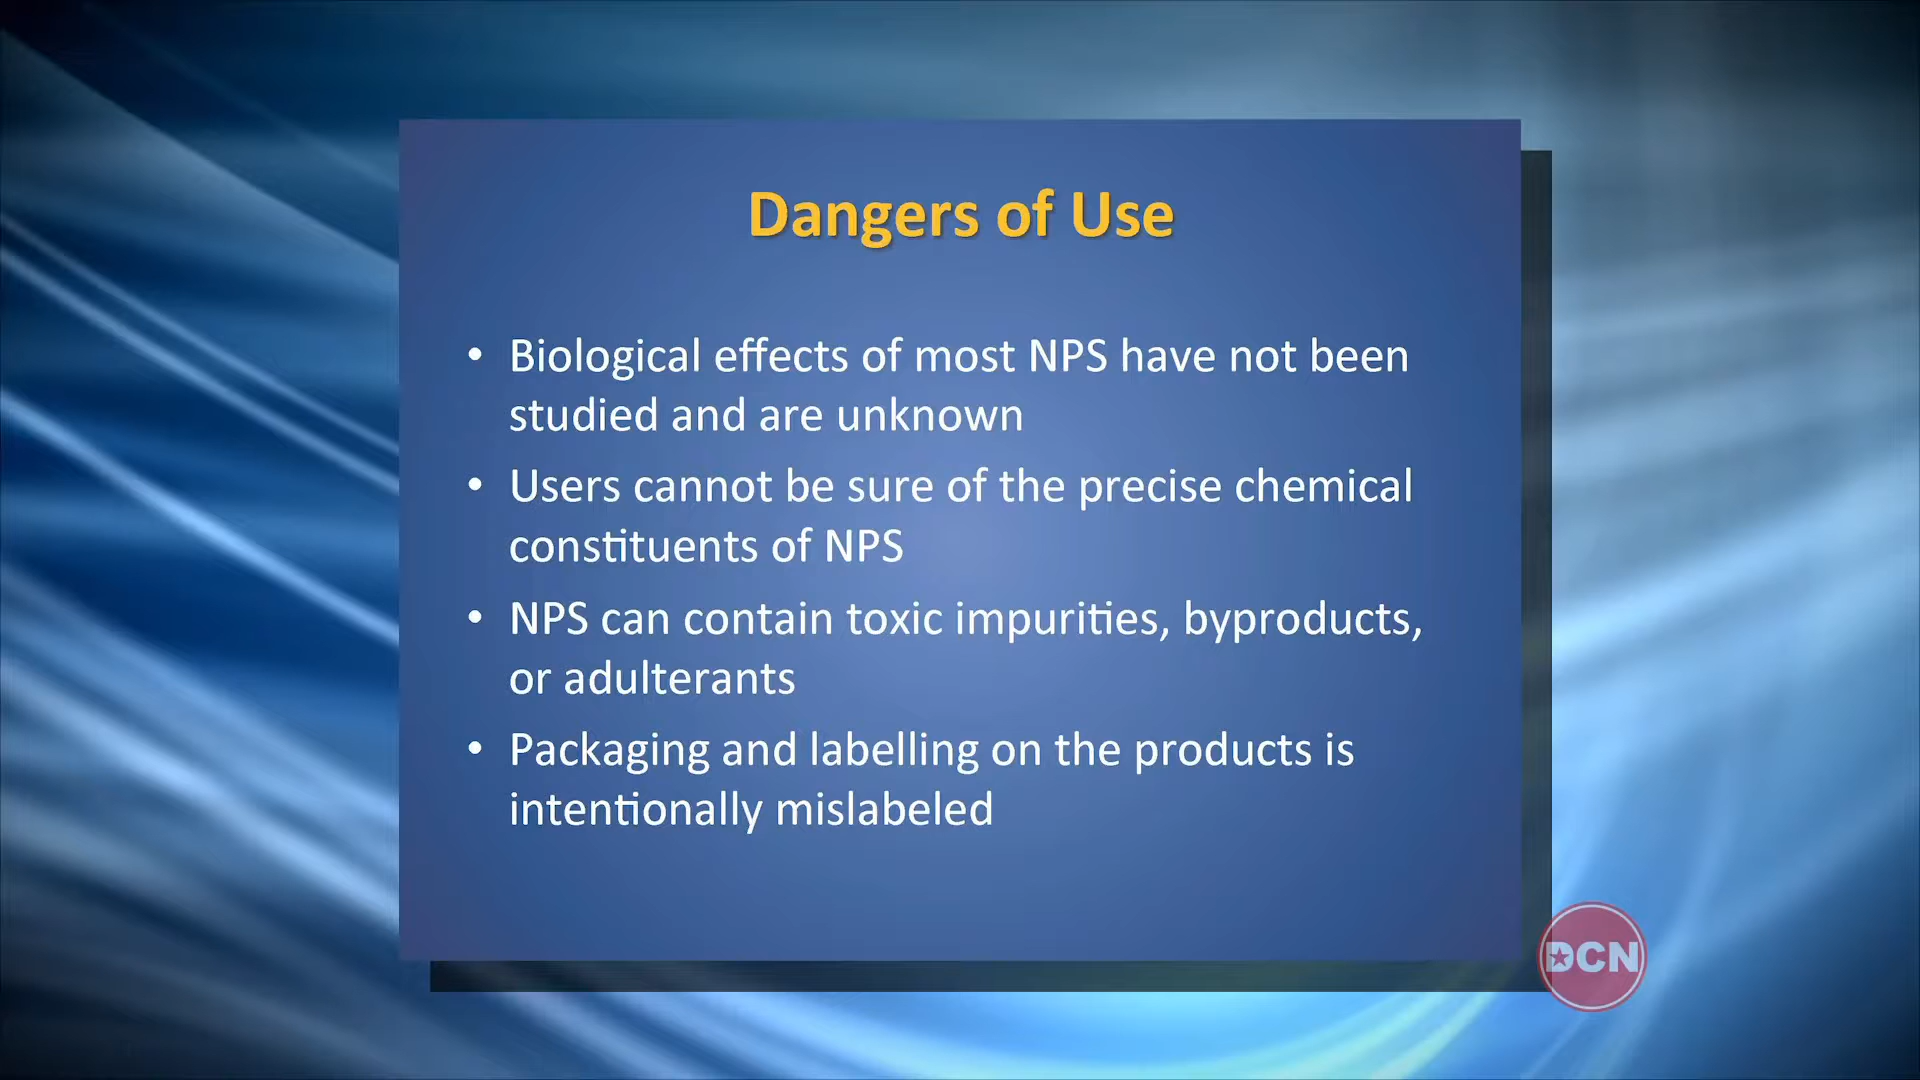 Dangers of Use
• Biological effects of most NPS have not been
studied and are unknown
• Users cannot be sure of the precise chemical
constituents of NPS
• NPS can contain toxic impurities, byproducts,
or adulterants
• Packaging and labelling on the products is
intentionally mislabeled
DCN